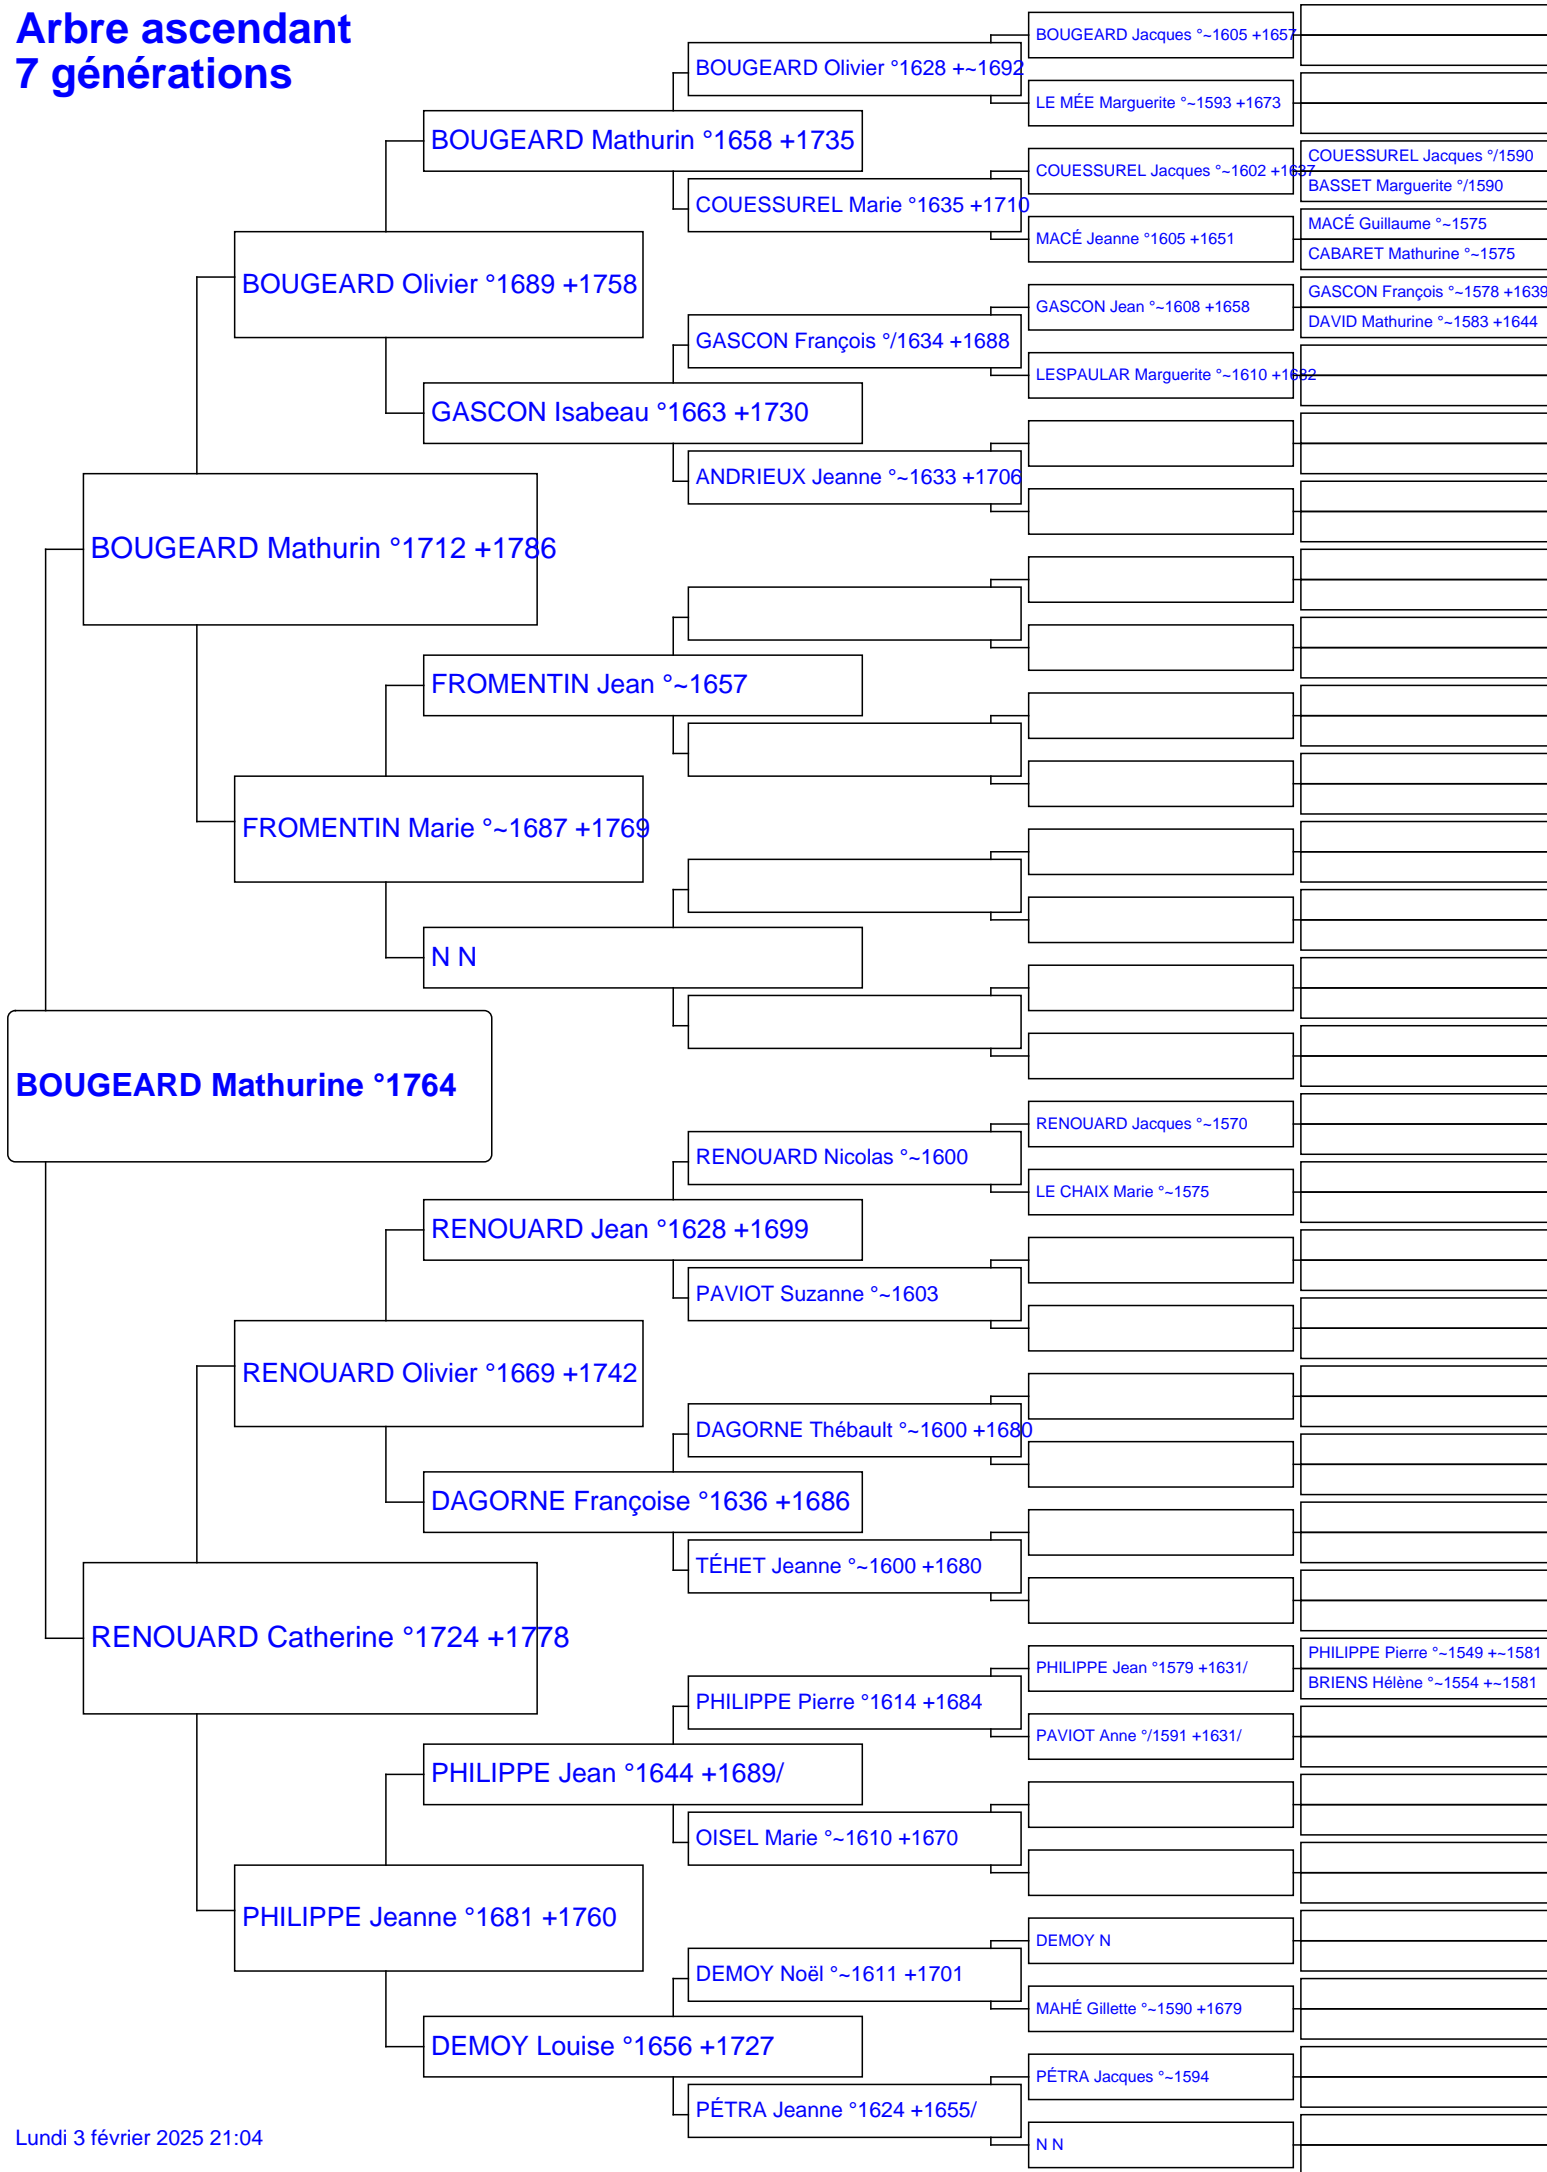 Arbre ascendant
7 générations
BOUGEARD Jacques °~1605 +1657
BOUGEARD Olivier °1628 +~1692
LE MÉE Marguerite °~1593 +1673
BOUGEARD Mathurin °1658 +1735
COUESSUREL Jacques °/1590
COUESSUREL Jacques °~1602 +1637
BASSET Marguerite °/1590
COUESSUREL Marie °1635 +1710
MACÉ Guillaume °~1575
MACÉ Jeanne °1605 +1651
CABARET Mathurine °~1575
BOUGEARD Olivier °1689 +1758
GASCON François °~1578 +1639
GASCON Jean °~1608 +1658
DAVID Mathurine °~1583 +1644
GASCON François °/1634 +1688
LESPAULAR Marguerite °~1610 +1682
GASCON Isabeau °1663 +1730
ANDRIEUX Jeanne °~1633 +1706
BOUGEARD Mathurin °1712 +1786
FROMENTIN Jean °~1657
FROMENTIN Marie °~1687 +1769
N N
BOUGEARD Mathurine °1764
RENOUARD Jacques °~1570
RENOUARD Nicolas °~1600
LE CHAIX Marie °~1575
RENOUARD Jean °1628 +1699
PAVIOT Suzanne °~1603
RENOUARD Olivier °1669 +1742
DAGORNE Thébault °~1600 +1680
DAGORNE Françoise °1636 +1686
TÉHET Jeanne °~1600 +1680
RENOUARD Catherine °1724 +1778
PHILIPPE Pierre °~1549 +~1581
PHILIPPE Jean °1579 +1631/
BRIENS Hélène °~1554 +~1581
PHILIPPE Pierre °1614 +1684
PAVIOT Anne °/1591 +1631/
PHILIPPE Jean °1644 +1689/
OISEL Marie °~1610 +1670
PHILIPPE Jeanne °1681 +1760
DEMOY N
DEMOY Noël °~1611 +1701
MAHÉ Gillette °~1590 +1679
DEMOY Louise °1656 +1727
PÉTRA Jacques °~1594
PÉTRA Jeanne °1624 +1655/
N N
Lundi 3 février 2025 21:04